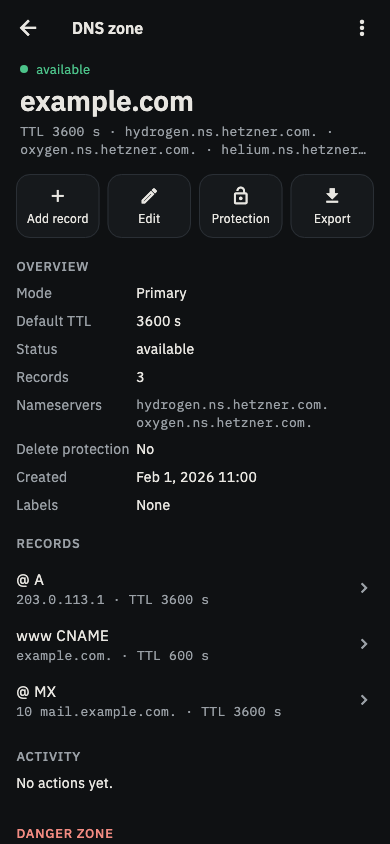 DNS zone
available
example.com
TTL 3600 s · hydrogen.ns.hetzner.com. ·
oxygen.ns.hetzner.com. · helium.ns.hetzner…
Add record
Edit
Protection
Export
OVERVIEW
Mode Primary
Default TTL 3600 s
Status available
Records 3
Nameservers hydrogen.ns.hetzner.com.
oxygen.ns.hetzner.com.
Delete protection No
Created Feb 1, 2026 11:00
Labels None
RECORDS
@ A
203.0.113.1 · TTL 3600 s
www CNAME
example.com. · TTL 600 s
@ MX
10 mail.example.com. · TTL 3600 s
ACTIVITY
No actions yet.
DANGER ZONE